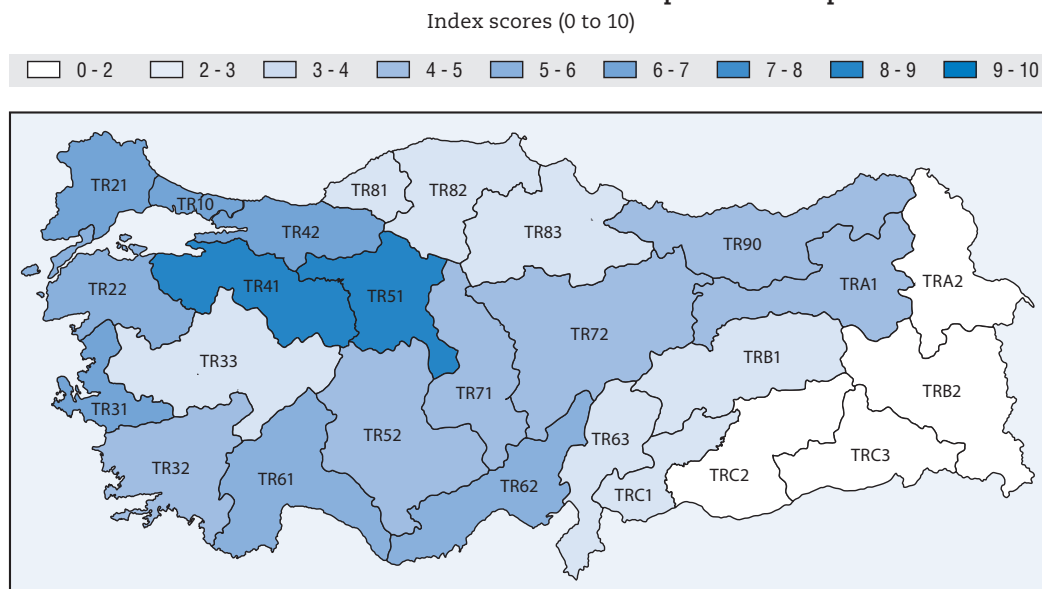 Index scores (0 to 10)
0 - 2 2 - 3 3 - 4 4 - 5 5 - 6 6 - 7 7 - 8 8 - 9 9 - 10
TR21
TR10
TR81
TR82
TR42
TR83
TR90
TR22
TR41
TR51
TRA1
TRA2
TR72
TR33
TRB1
TR31
TR71
TRB2
TR52
TR63
TR32
TR61
TR62
TRC1
TRC2
TRC3